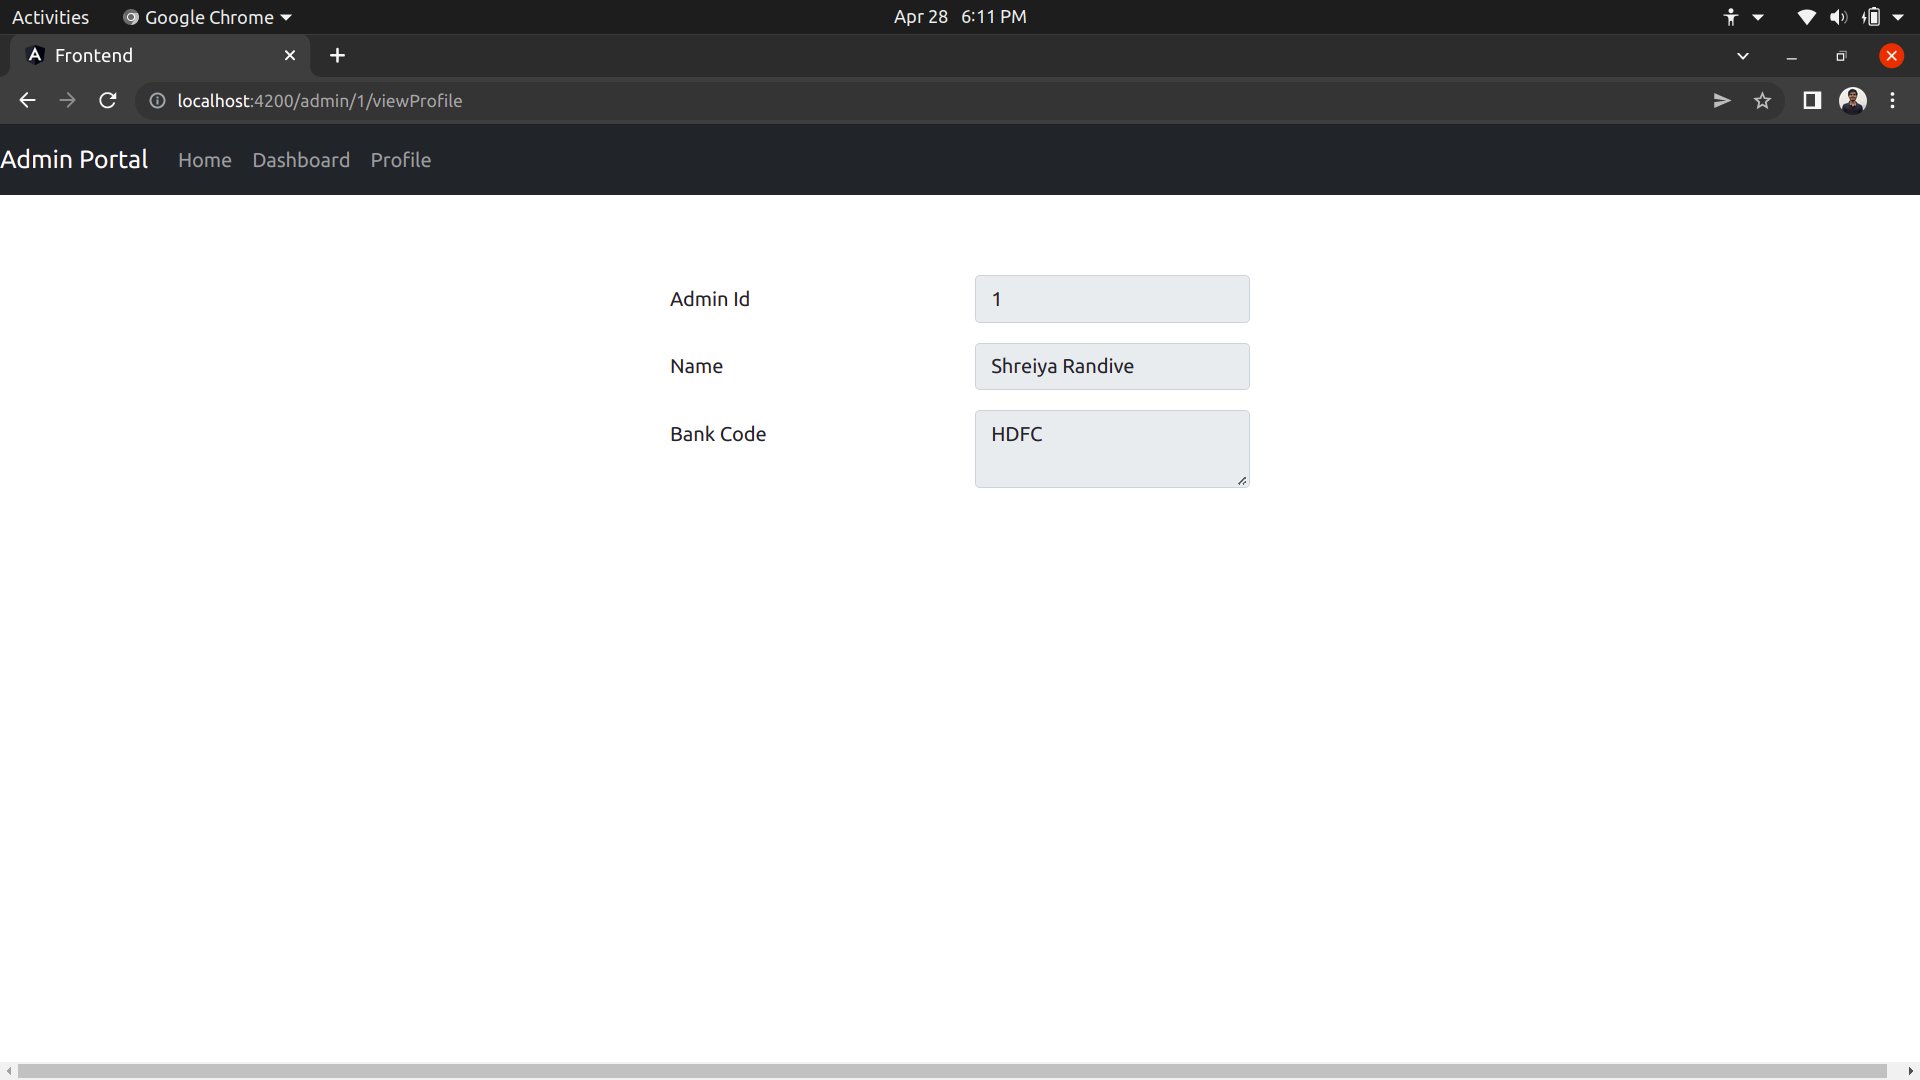 Activities Google Chrome Apr 28 6:11 PM
Frontend
localhost:4200/admin/1/viewProfile
Admin Portal Home Dashboard Profile
Admin Id 1
Name Shreiya Randive
Bank Code HDFC